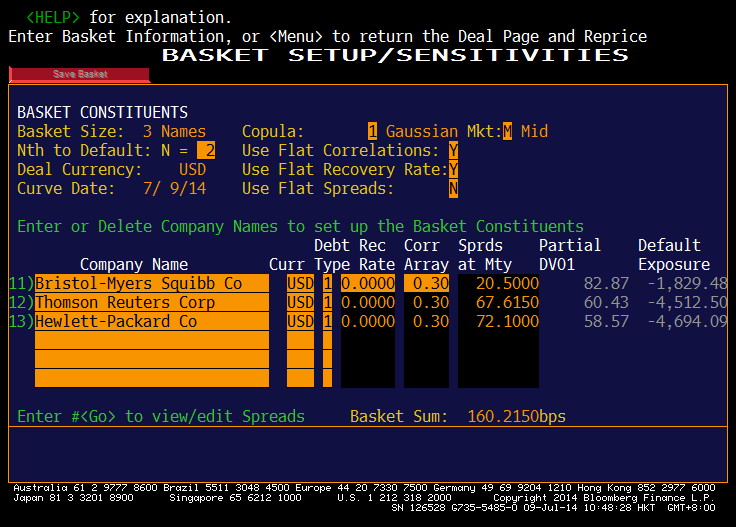 <HELP> for explanation.
Enter Basket Information, or <Menu> to return the Deal Page and Reprice
BASKET SETUP/SENSITIVITIES
Save Basket
BASKET CONSTITUENTS
Basket Size: 3 Names Copula: 1 Gaussian Mkt:M Mid
Nth to Default: N = 2 Use Flat Correlations: Y
Deal Currency: USD Use Flat Recovery Rate:Y
Curve Date: 7/ 9/14 Use Flat Spreads: N
Enter or Delete Company Names to set up the Basket Constituents
Debt Rec Corr Sprds Partial Default
Company Name Curr Type Rate Array at Mty DV01 Exposure
11)Bristol-Myers Squibb Co USD 1 0.0000 0.30 20.5000 82.87 -1,829.48
12)Thomson Reuters Corp USD 1 0.0000 0.30 67.6150 60.43 -4,512.50
13)Hewlett-Packard Co USD 1 0.0000 0.30 72.1000 58.57 -4,694.09
Enter #<Go> to view/edit Spreads Basket Sum: 160.2150bps
Australia 61 2 9777 8600 Brazil 5511 3048 4500 Europe 44 20 7330 7500 Germany 49 69 9204 1210 Hong Kong 852 2977 6000
Japan 81 3 3201 8900 Singapore 65 6212 1000 U.S. 1 212 318 2000 Copyright 2014 Bloomberg Finance L.P.
SN 126528 G735-5485-0 09-Jul-14 10:48:28 HKT GMT+8:00